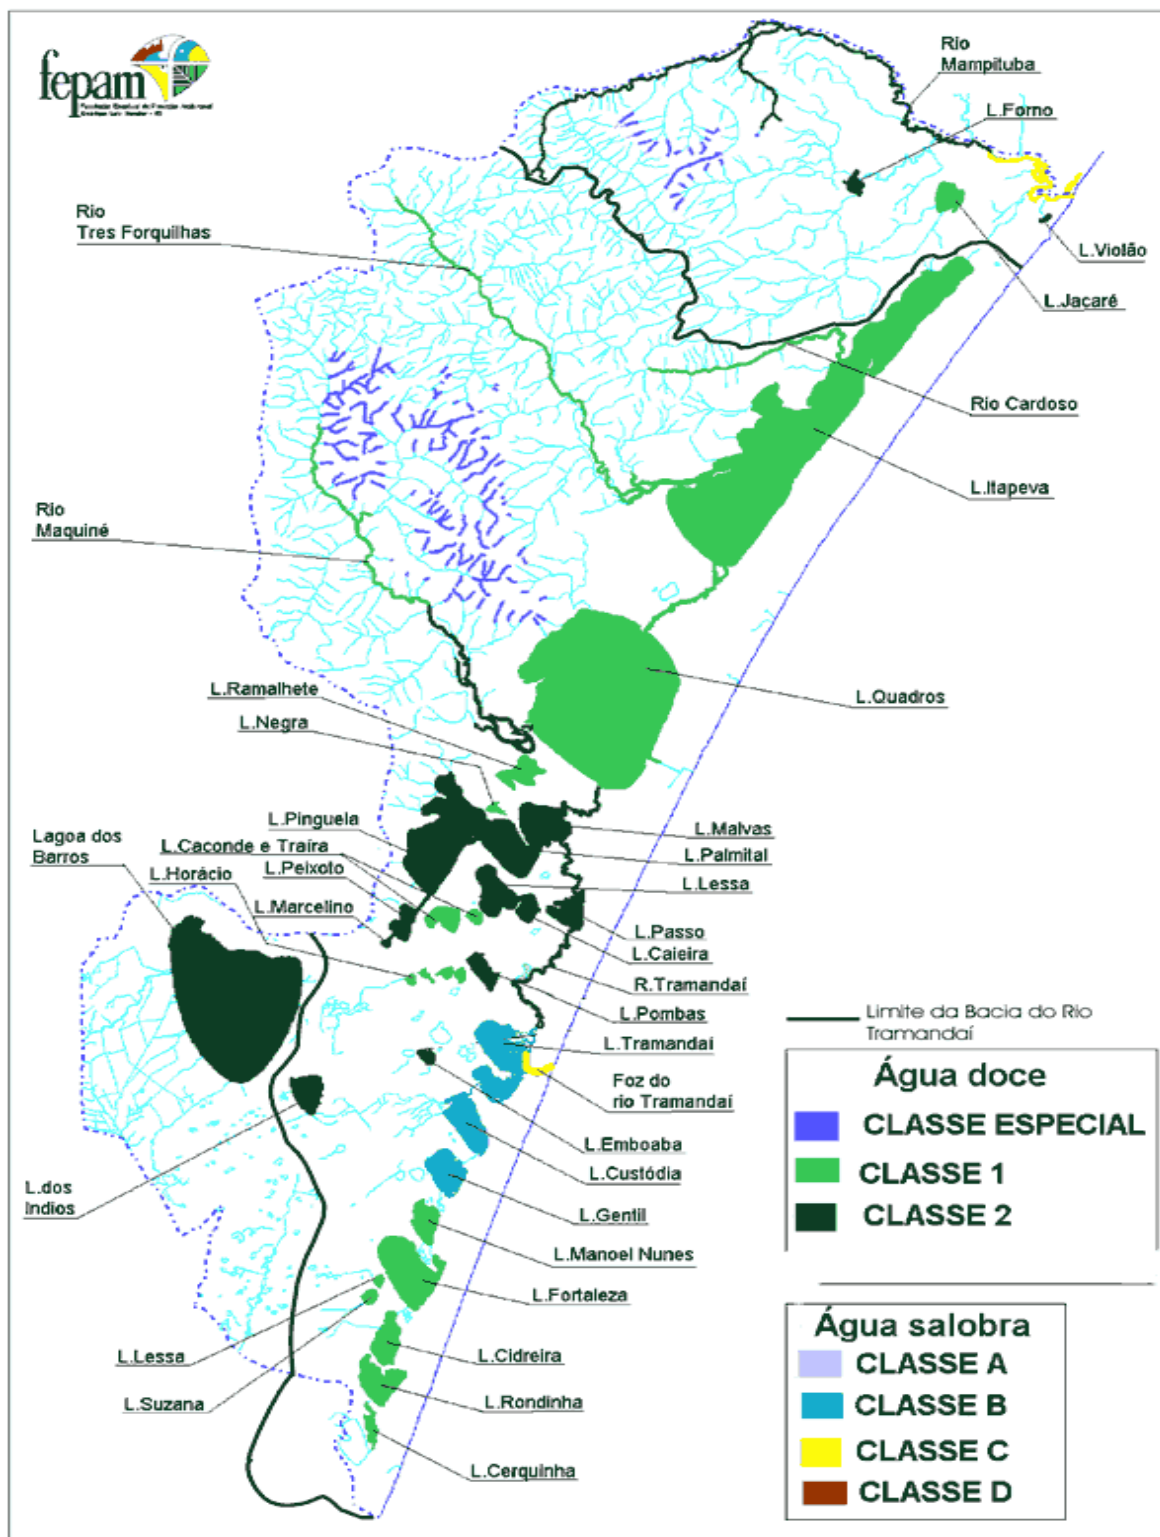 fepam
Rio
Mampituba
L.Forno
Rio
Tres Forquilhas
L.Violão
L.Jacaré
Rio Cardoso
L.Itapeva
Rio
Maquiné
L.Ramalhete
L.Quadros
L.Negra
L.Pinguela
L.Malvas
Lagoa dos
Barros
L.Caconde e Traíra
L.Palmital
L.Peixoto
L.Horácio
L.Lessa
L.Marcelino
L.Passo
L.Caieira
R.Tramandaí
L.Pombas
Limite da Bacia do Rio
Tramandaí
L.Tramandaí
Foz do
rio Tramandaí
L.Emboaba
L.Custódia
L.dos
Indios
L.Gentil
L.Manoel Nunes
L.Fortaleza
L.Lessa
L.Cidreira
L.Suzana
L.Rondinha
L.Cerquinha
Água doce
CLASSE ESPECIAL
CLASSE 1
CLASSE 2
Água salobra
CLASSE A
CLASSE B
CLASSE C
CLASSE D